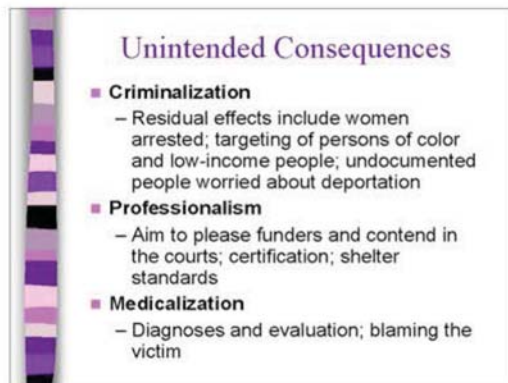 Unintended Consequences
Criminalization
– Residual effects include women
arrested; targeting of persons of color
and low-income people; undocumented
people worried about deportation
Professionalism
– Aim to please funders and contend in
the courts; certification; shelter
standards
Medicalization
– Diagnoses and evaluation; blaming the
victim